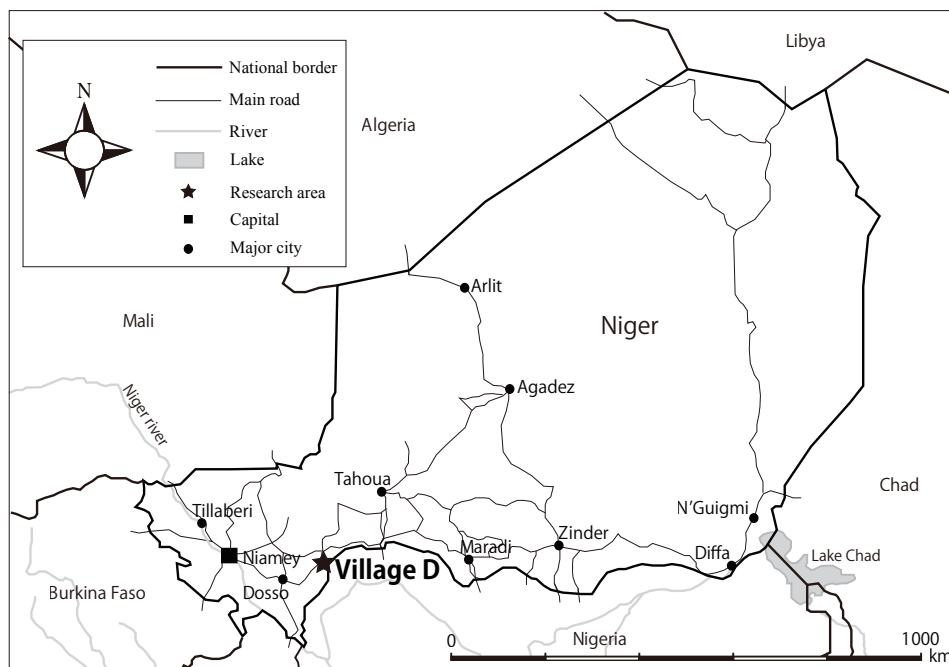 Libya
N
National border
Main road
River
Lake
Research area
Capital
Major city
Algeria
Arlit
Mali
Niger
Agadez
Niger river
Tahoua
Chad
Tillaberi
N'Guigmi
Zinder
Niamey
Maradi
Diffa
Lake Chad
Village D
Burkina Faso
Dosso
Nigeria
0
1000
km